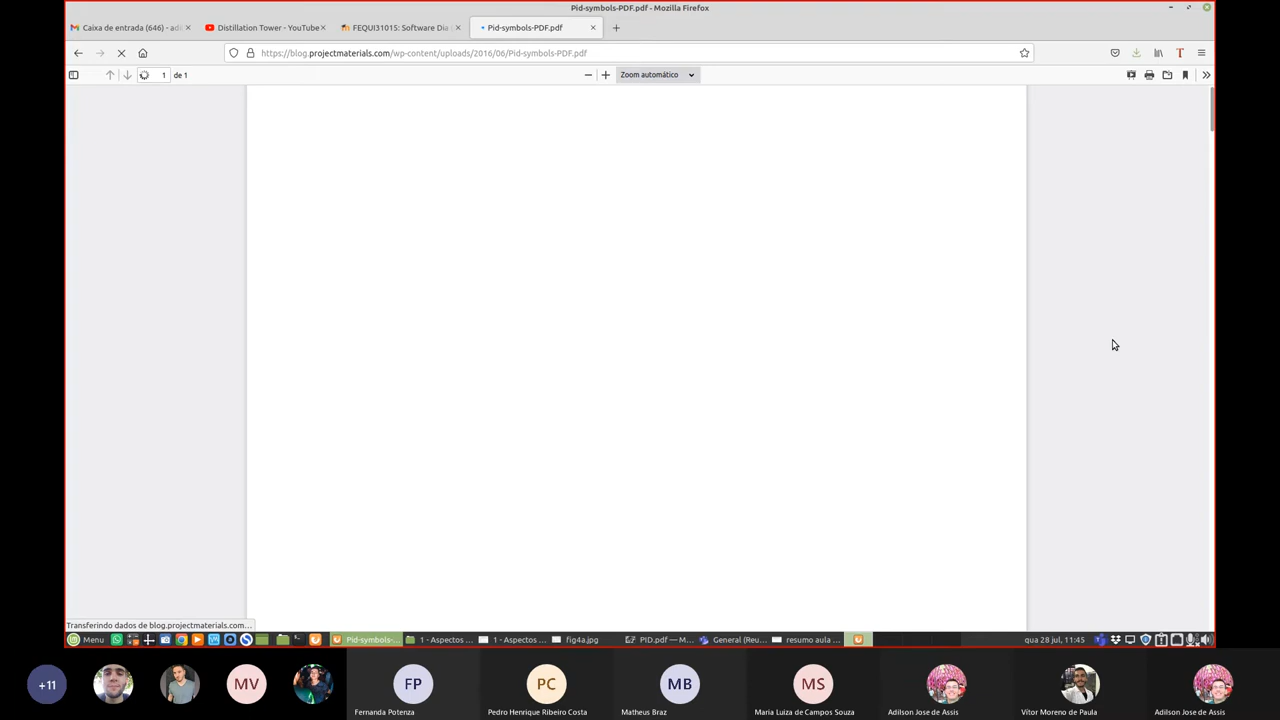 Pid-symbols-PDF.pdf - Mozilla Firefox
Caixa de entrada (646) - adi
Distillation Tower - YouTube
FEQUI31015: Software Dia
Pid-symbols-PDF.pdf
https://blog.projectmaterials.com/wp-content/uploads/2016/06/Pid-symbols-PDF.pdf
1 de 1
Zoom automático
Transferindo dados de blog.projectmaterials.com...
Menu
Pid-symbols-...
1 - Aspectos ...
1 - Aspectos ...
fig4a.jpg
PID.pdf — M...
General (Reu...
resumo aula ...
qua 28 jul, 11:45
+11
MV
FP
PC
MB
MS
Fernanda Potenza
Pedro Henrique Ribeiro Costa
Matheus Braz
Maria Luiza de Campos Souza
Adilson Jose de Assis
Vítor Moreno de Paula
Adilson Jose de Assis